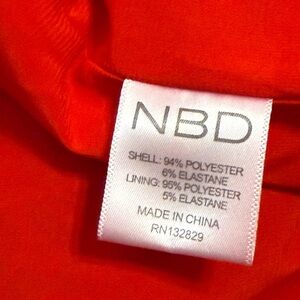 NBD
SHELL: 94% POLYESTER
6% ELASTANE
LINING: 95% POLYESTER
5% ELASTANE
MADE IN CHINA
RN132829